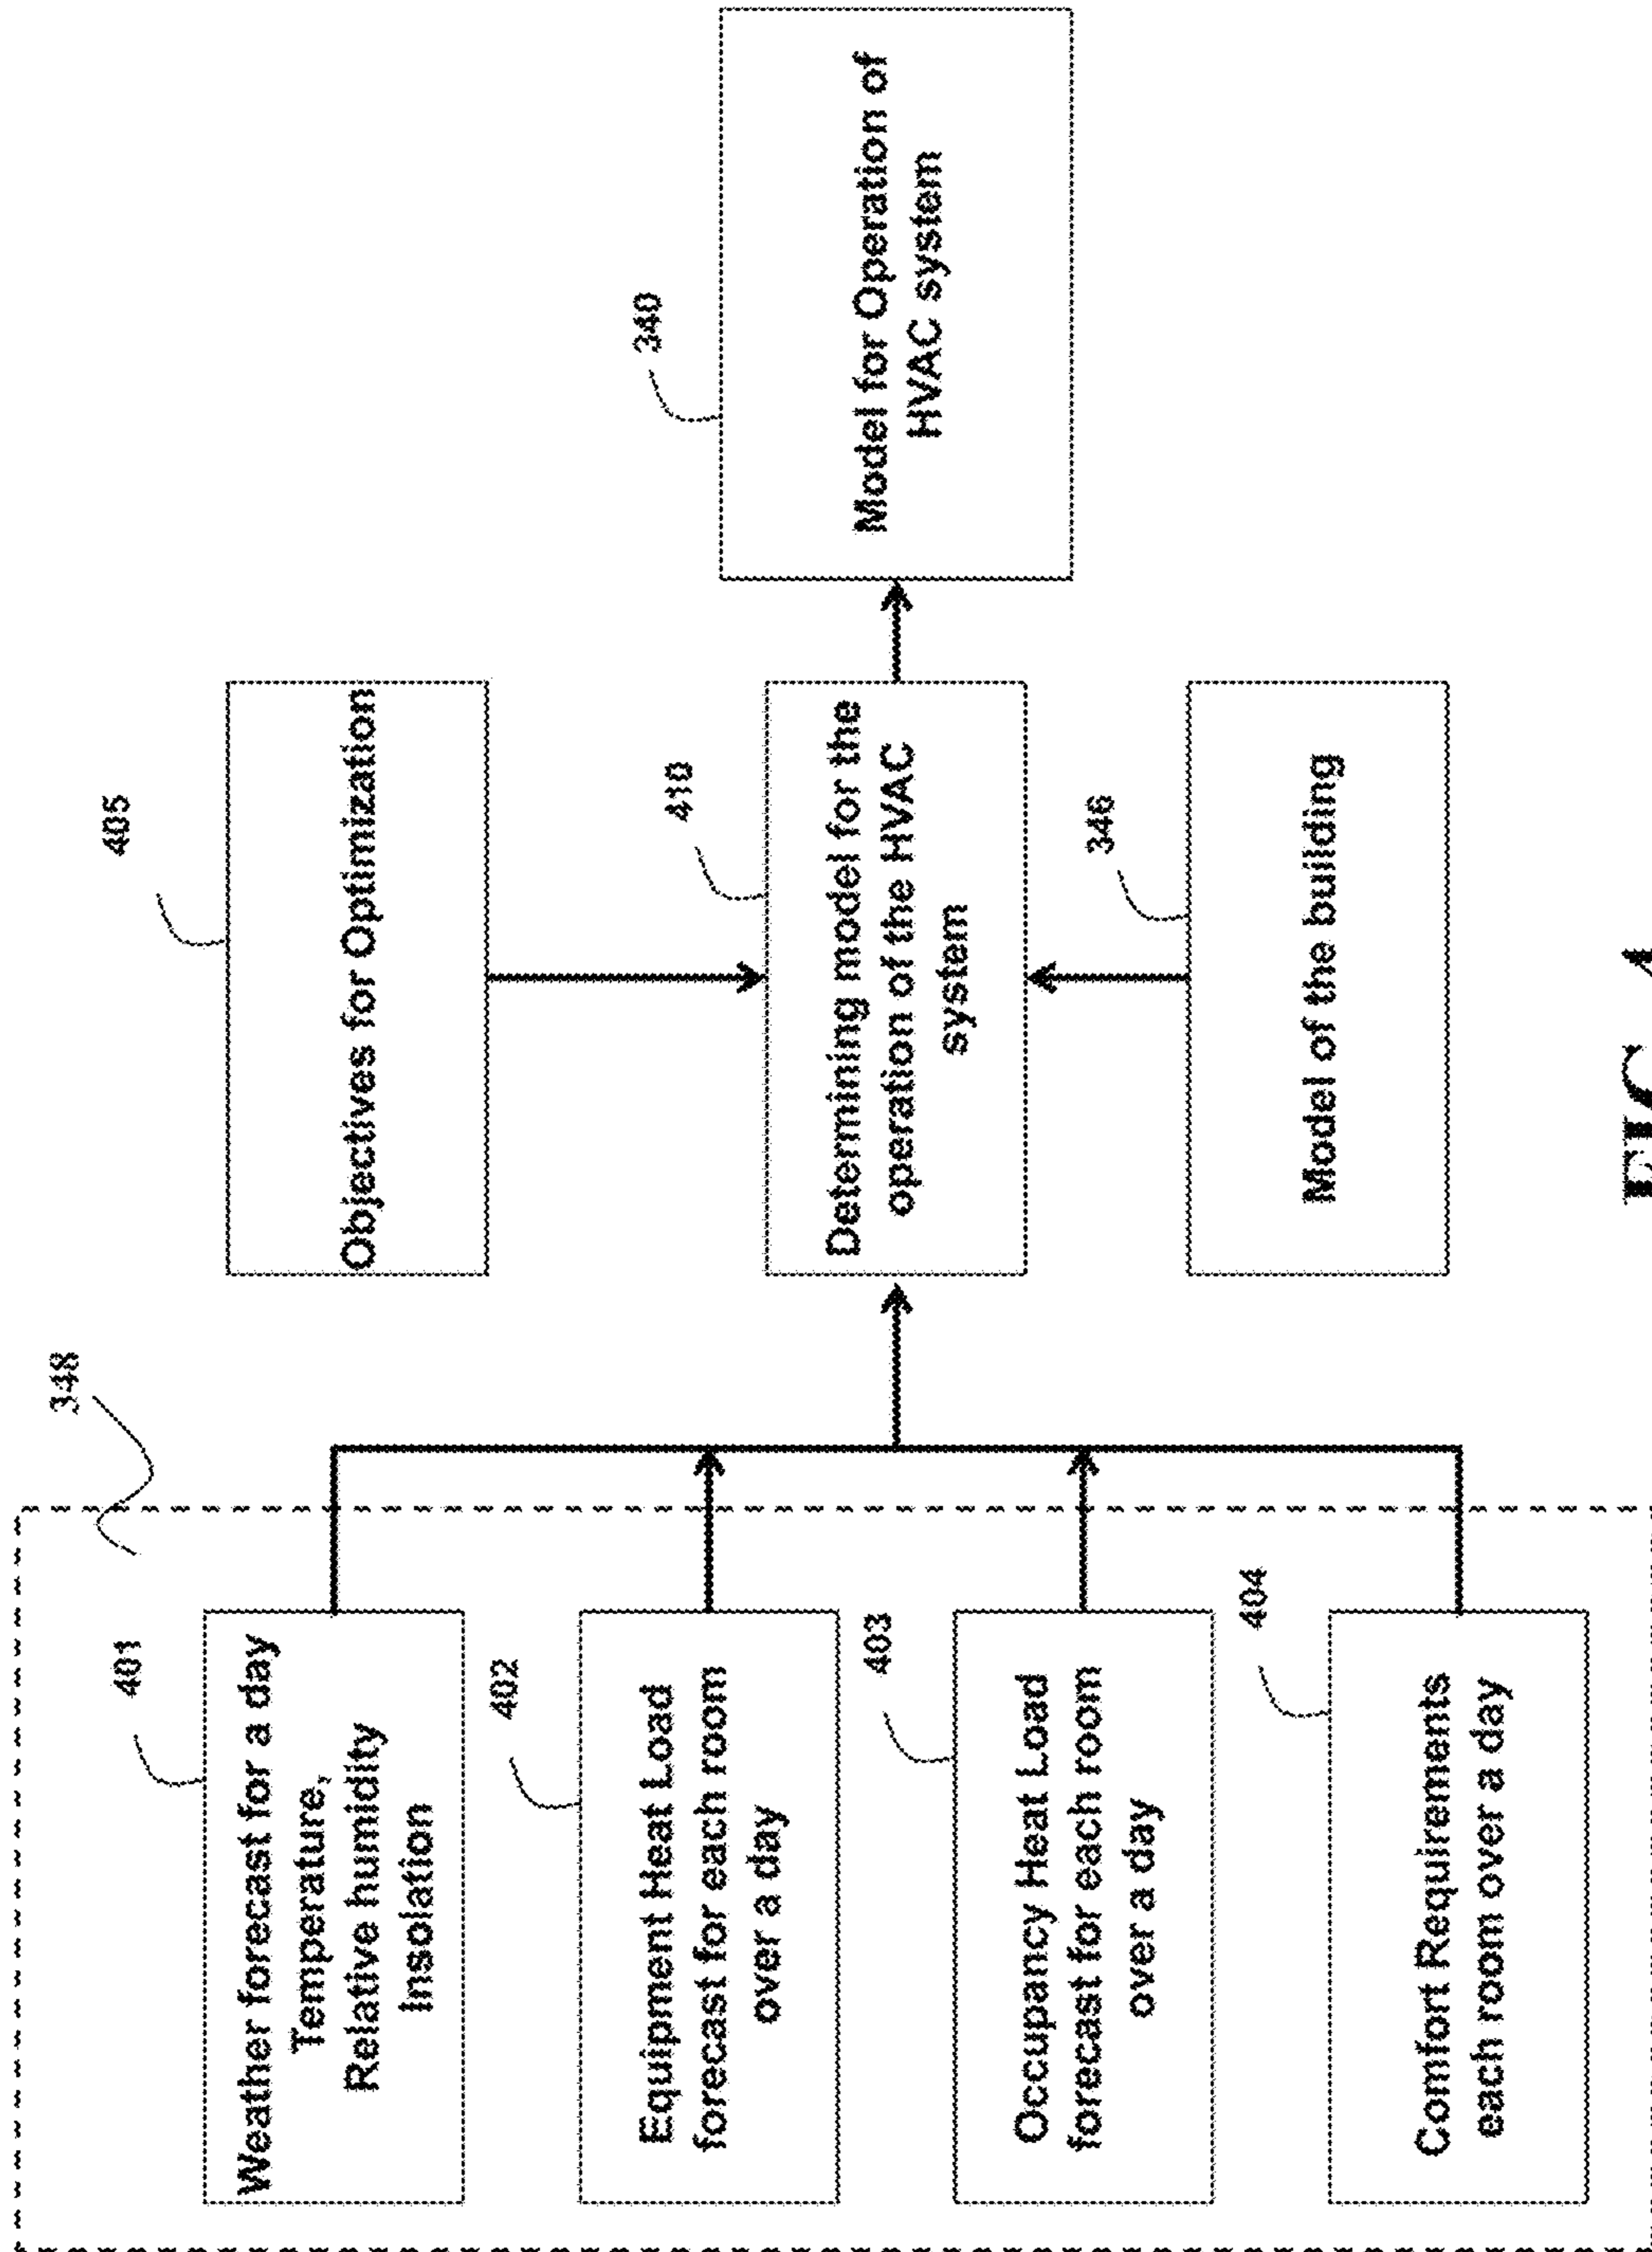 348
401
Weather forecast for a day
Temperature,
Relative humidity
Insolation
402
Equipment Heat Load
forecast for each room
over a day
403
Occupancy Heat Load
forecast for each room
over a day
404
Comfort Requirements
each room over a day
405
Objectives for Optimization
410
Determining model for the
operation of the HVAC
system
346
Model of the building
340
Model for Operation of
HVAC system
FIG. 4